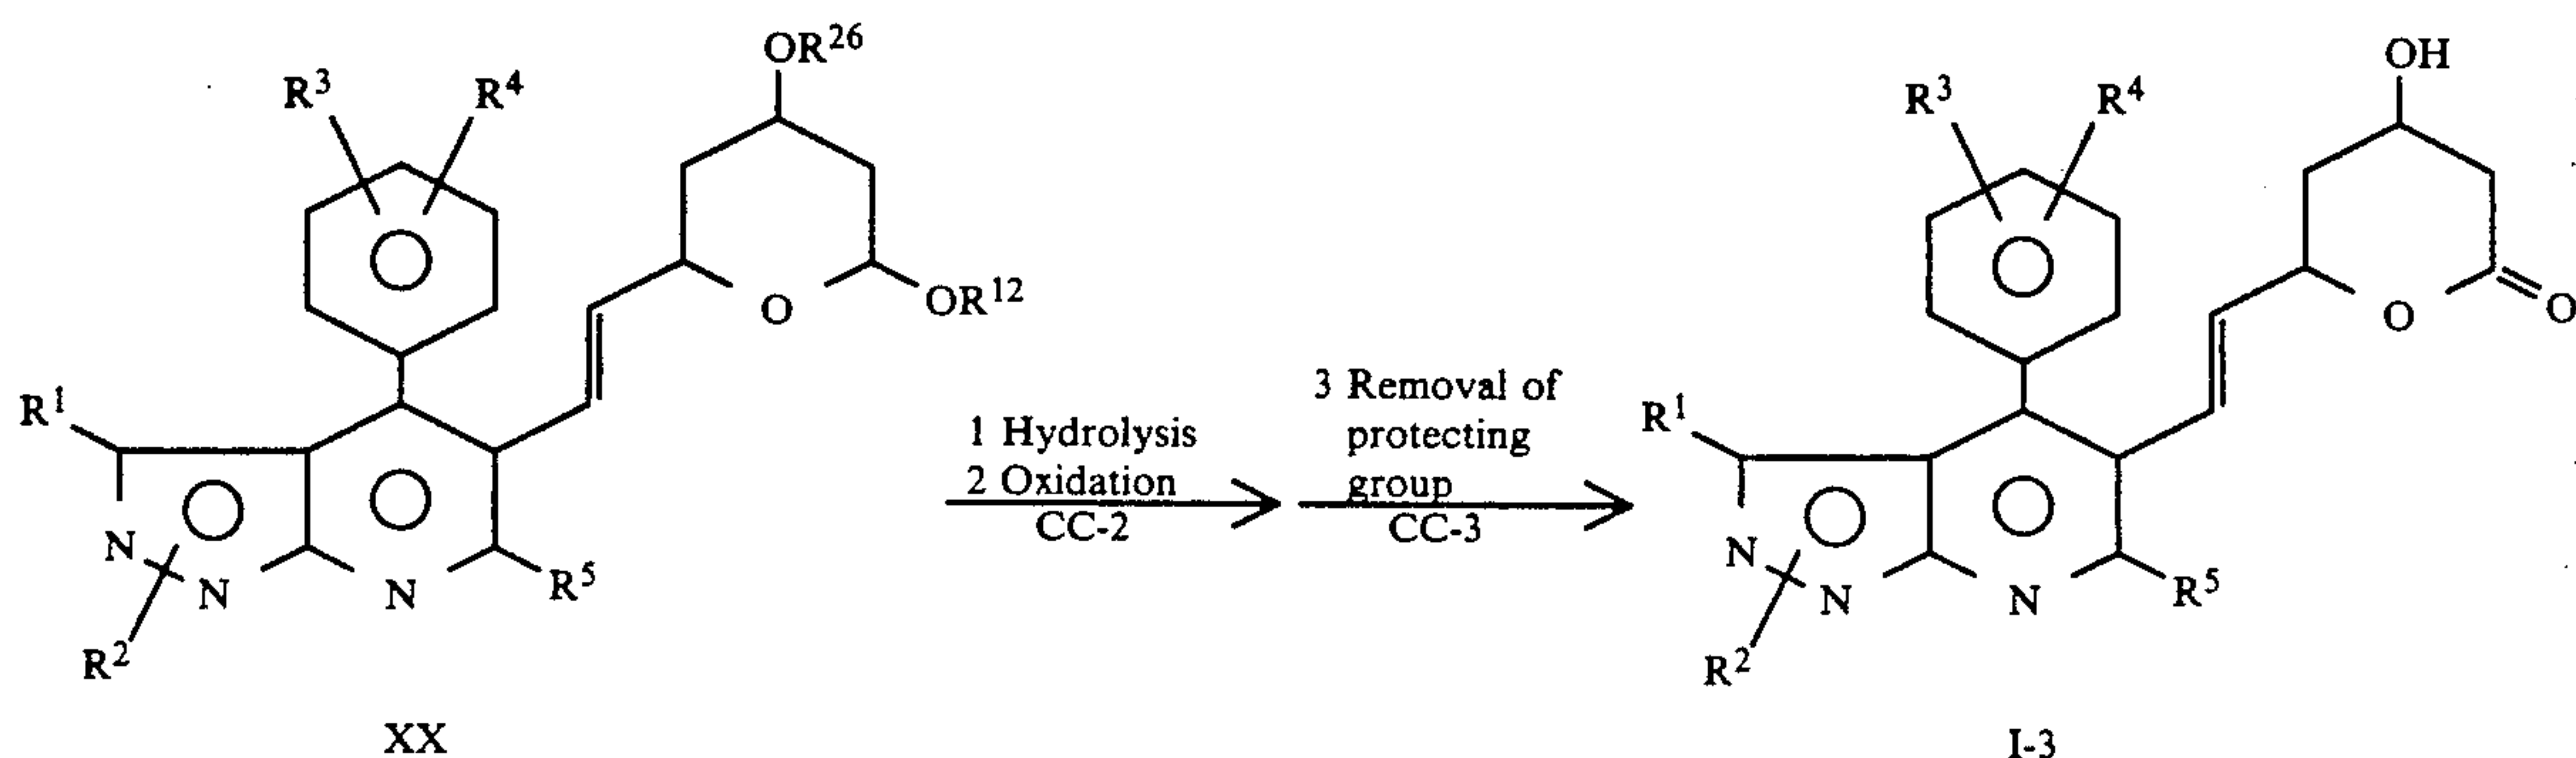 OR26
R3 R4
O
OR12
R1
N
N
N
R5
R2
XX
1 Hydrolysis
2 Oxidation
CC-2
3 Removal of
protecting
group
CC-3
OH
R3 R4
O
O
R1
N
N
N
R5
R2
I-3